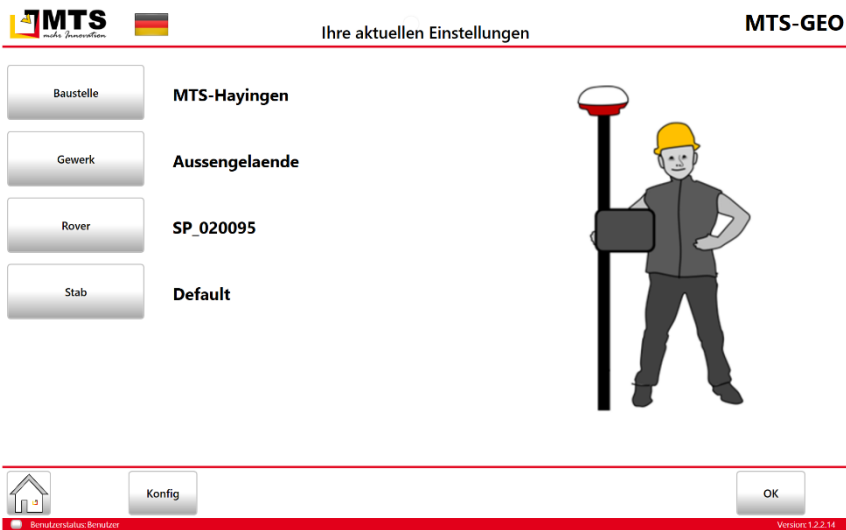 MTS
mehr Innovation
Ihre aktuellen Einstellungen
MTS-GEO
Baustelle
MTS-Hayingen
Gewerk
Aussengelaende
Rover
SP_020095
Stab
Default
Konfig
OK
Benutzerstatus: Benutzer
Version: 1.2.2.14